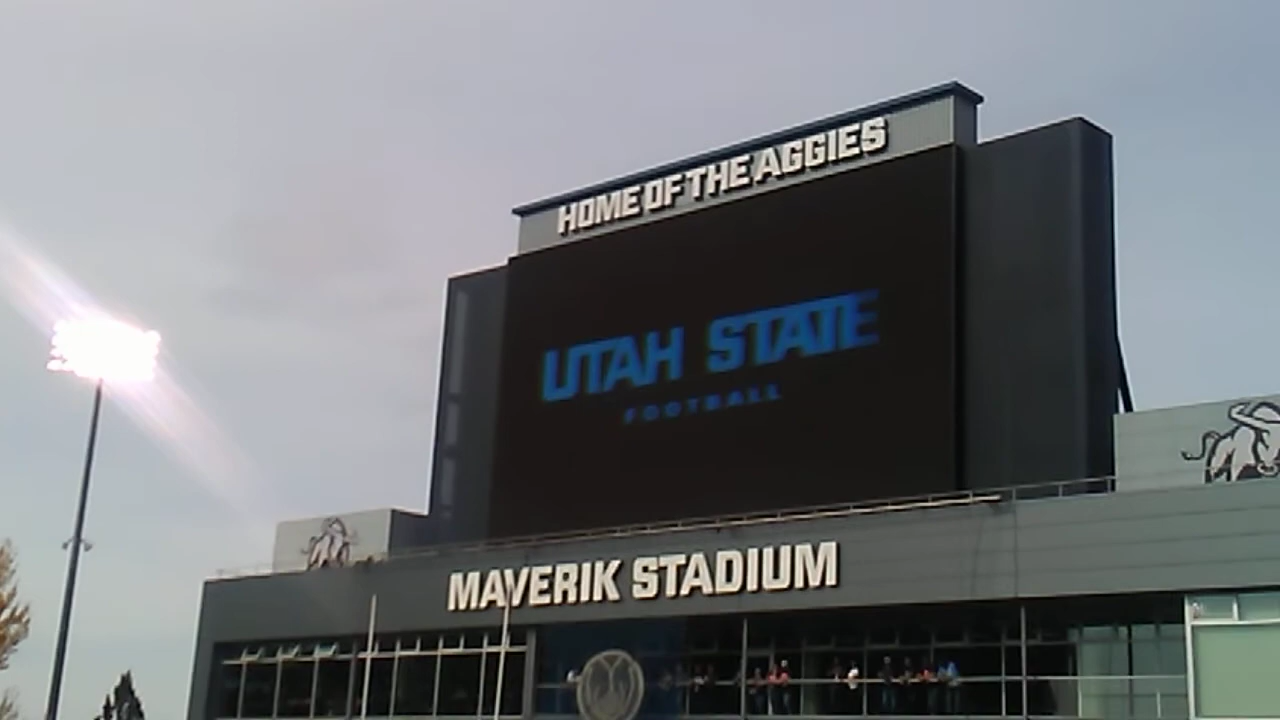 HOME OF THE AGGIES
UTAH STATE
FOOTBALL
MAVERIK STADIUM